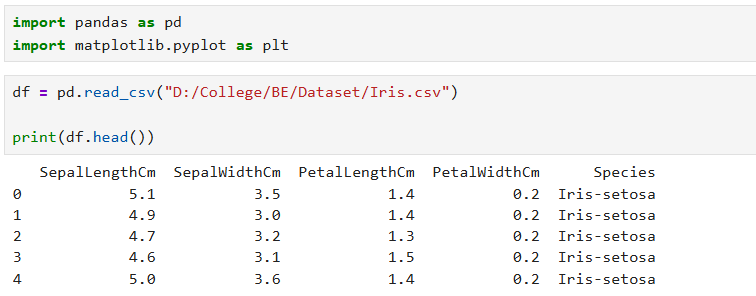 import pandas as pd
import matplotlib.pyplot as plt
df = pd.read_csv("D:/College/BE/Dataset/Iris.csv")
print(df.head())
SepalLengthCm SepalWidthCm PetalLengthCm PetalWidthCm Species
0 5.1 3.5 1.4 0.2 Iris-setosa
1 4.9 3.0 1.4 0.2 Iris-setosa
2 4.7 3.2 1.3 0.2 Iris-setosa
3 4.6 3.1 1.5 0.2 Iris-setosa
4 5.0 3.6 1.4 0.2 Iris-setosa